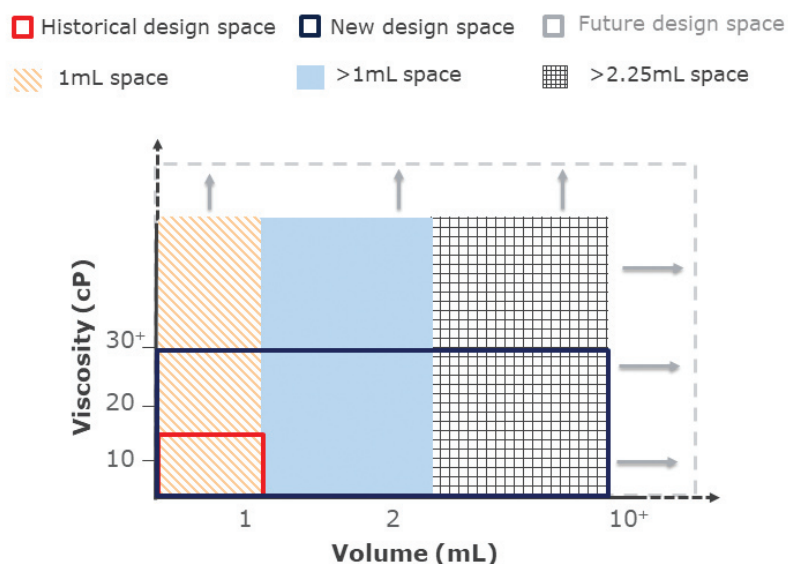 Historical design space
New design space
Future design space
1mL space
>1mL space
>2.25mL space
Viscosity (cP)
30⁺
20
10
1
2
10⁺
Volume (mL)